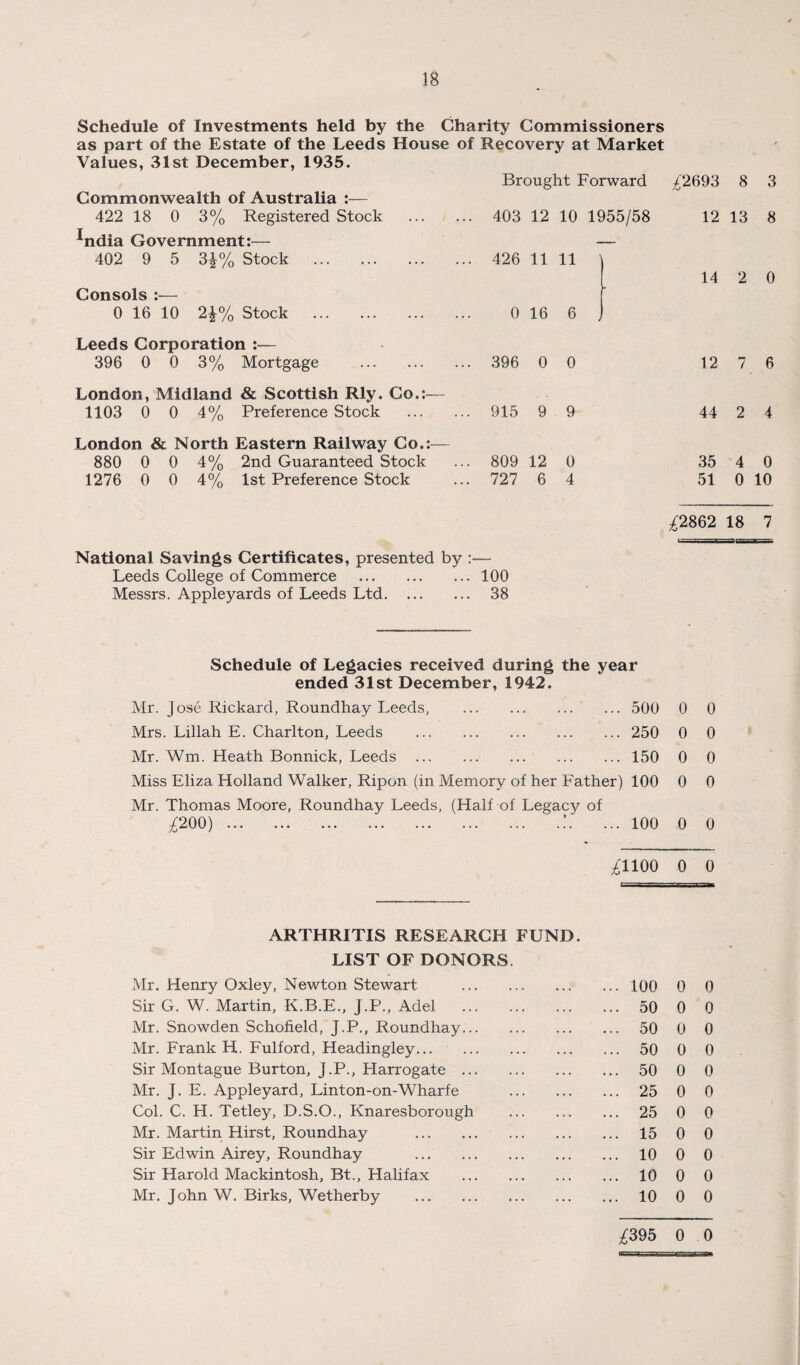 18
Schedule of Investments held by the Charity Commissioners
as part of the Estate of the Leeds House of Recovery at Market
Values, 31st December, 1935.
Brought Forward £2693 8 3
Commonwealth of Australia :—
422 18 0 3% Registered Stock ... ... 403 12 10 1955/58 12 13 8
India Government:— —
402 9 5 3½% Stock ... ... ... ... 426 11 11
14 2 0
Consols :—
0 16 10 2½% Stock ... ... ... ... 0 16 6
Leeds Corporation :—
396 0 0 3% Mortgage ... ... ... 396 0 0 12 7 6
London, Midland & Scottish Rly. Co.:—
1103 0 0 4% Preference Stock ... ... 915 9 9 44 2 4
London & North Eastern Railway Co.:—
880 0 0 4% 2nd Guaranteed Stock ... 809 12 0 35 4 0
1276 0 0 4% 1st Preference Stock ... 727 6 4 51 0 10
£2862 18 7
National Savings Certificates, presented by :—
Leeds College of Commerce ... ... ... 100
Messrs. Appleyards of Leeds Ltd. ... ... 38
Schedule of Legacies received during the year
ended 31st December, 1942.
Mr. José Rickard, Roundhay Leeds, ... ... ... ... 500 0 0
Mrs. Lillah E. Charlton, Leeds ... ... ... ... ... 250 0 0
Mr. Wm. Heath Bonnick, Leeds ... ... ... ... ... 150 0 0
Miss Eliza Holland Walker, Ripon (in Memory of her Father) 100 0 0
Mr. Thomas Moore, Roundhay Leeds, (Half of Legacy of
£200) ... ... ... ... ... ... ... ... ... 100 0 0
£1100 0 0
ARTHRITIS RESEARCH FUND.
LIST OF DONORS.
Mr. Henry Oxley, Newton Stewart ... ... ... ... 100 0 0
Sir G. W. Martin, K.B.E., J.P., Adel ... ... ... ... 50 0 0
Mr. Snowden Schofield, J.P., Roundhay... ... ... ... 50 0 0
Mr. Frank H. Fulford, Headingley... ... ... ... ... 50 0 0
Sir Montague Burton, J.P., Harrogate ... ... ... ... 50 0 0
Mr. J. E. Appleyard, Linton-on-Wharfe ... ... ... 25 0 0
Col. C. H. Tetley, D.S.O., Knaresborough ... ... ... 25 0 0
Mr. Martin Hirst, Roundhay ... ... ... ... ... 15 0 0
Sir Edwin Airey, Roundhay ... ... ... ... ... 10 0 0
Sir Harold Mackintosh, Bt., Halifax ... ... ... ... 10 0 0
Mr. John W. Birks, Wetherby ... ... ... ... ... 10 0 0
£395 0 0